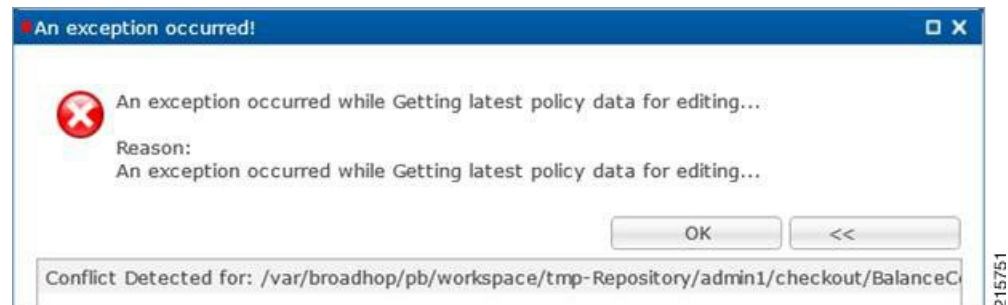 An exception occurred!
An exception occurred while Getting latest policy data for editing...
Reason:
An exception occurred while Getting latest policy data for editing...
OK
<<
Conflict Detected for: /var/broadhop/pb/workspace/tmp-Repository/admin1/checkout/BalanceC
215751